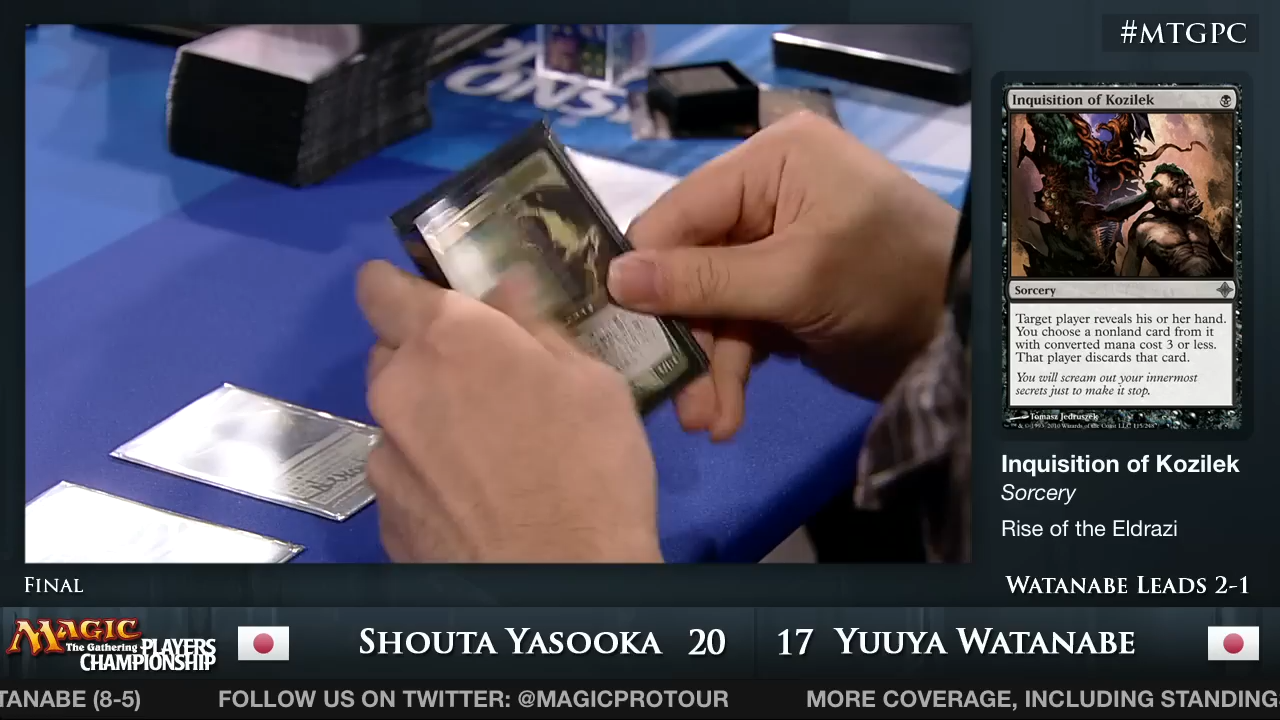 #MTGPC
Inquisition of Kozilek
Sorcery
Target player reveals his or her hand.
You choose a nonland card from it
with converted mana cost 3 or less.
That player discards that card.
You will scream out your innermost
secrets just to make it stop.
Tomasz Jedruszek
Inquisition of Kozilek
Sorcery
Rise of the Eldrazi
FINAL
WATANABE LEADS 2-1
MAGIC
The Gathering
PLAYERS
CHAMPIONSHIP
SHOUTA YASOOKA 20
17 YUUYA WATANABE
TANABE (8-5) FOLLOW US ON TWITTER: @MAGICPROTOUR MORE COVERAGE, INCLUDING STANDING